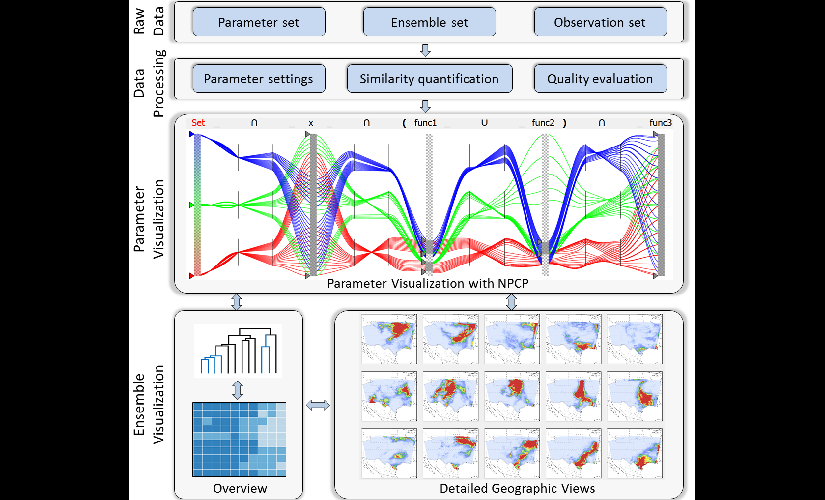 Raw Data
Parameter set
Ensemble set
Observation set
Data Processing
Parameter settings
Similarity quantification
Quality evaluation
Set ∩ x ∩ ( func1 ∪ func2 ) ∩ func3
Parameter Visualization
Parameter Visualization with NPCP
Ensemble Visualization
Overview
Detailed Geographic Views